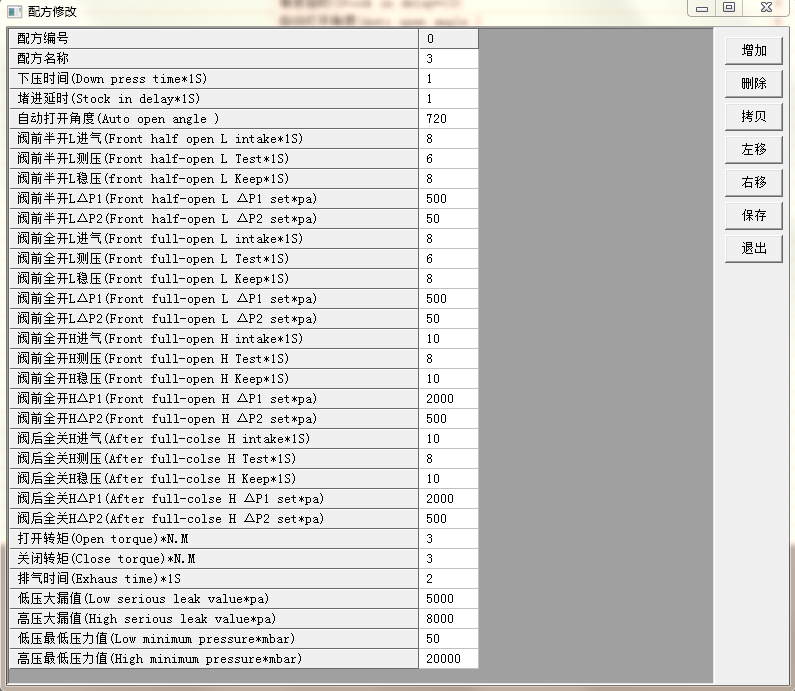 配方修改
配方编号 0
配方名称 3
下压时间(Down press time*1S) 1
堵进延时(Stock in delay*1S) 1
自动打开角度(Auto open angle ) 720
阀前半开L进气(Front half open L intake*1S) 8
阀前半开L测压(Front half-open L Test*1S) 6
阀前半开L稳压(Front half-open L Keep*1S) 8
阀前半开L△P1(Front half-open L △P1 set*pa) 500
阀前半开L△P2(Front half-open L △P2 set*pa) 50
阀前全开L进气(Front full-open L intake*1S) 8
阀前全开L测压(Front full-open L Test*1S) 6
阀前全开L稳压(Front full-open L Keep*1S) 8
阀前全开L△P1(Front full-open L △P1 set*pa) 500
阀前全开L△P2(Front full-open L △P2 set*pa) 50
阀前全开H进气(Front full-open H intake*1S) 10
阀前全开H测压(Front full-open H Test*1S) 8
阀前全开H稳压(Front full-open H Keep*1S) 10
阀前全开H△P1(Front full-open H △P1 set*pa) 2000
阀前全开H△P2(Front full-open H △P2 set*pa) 500
阀后全关H进气(After full-colse H intake*1S) 10
阀后全关H测压(After full-colse H Test*1S) 8
阀后全关H稳压(After full-colse H Keep*1S) 10
阀后全关H△P1(After full-colse H △P1 set*pa) 2000
阀后全关H△P2(After full-colse H △P2 set*pa) 500
打开转矩(Open torque)*N.M 3
关闭转矩(Close torque)*N.M 3
排气时间(Exhaus time)*1S 2
低压大漏值(Low serious leak value*pa) 5000
高压大漏值(High serious leak value*pa) 8000
低压最低压力值(Low minimum pressure*mbar) 50
高压最低压力值(High minimum pressure*mbar) 20000
增加
删除
拷贝
左移
右移
保存
退出